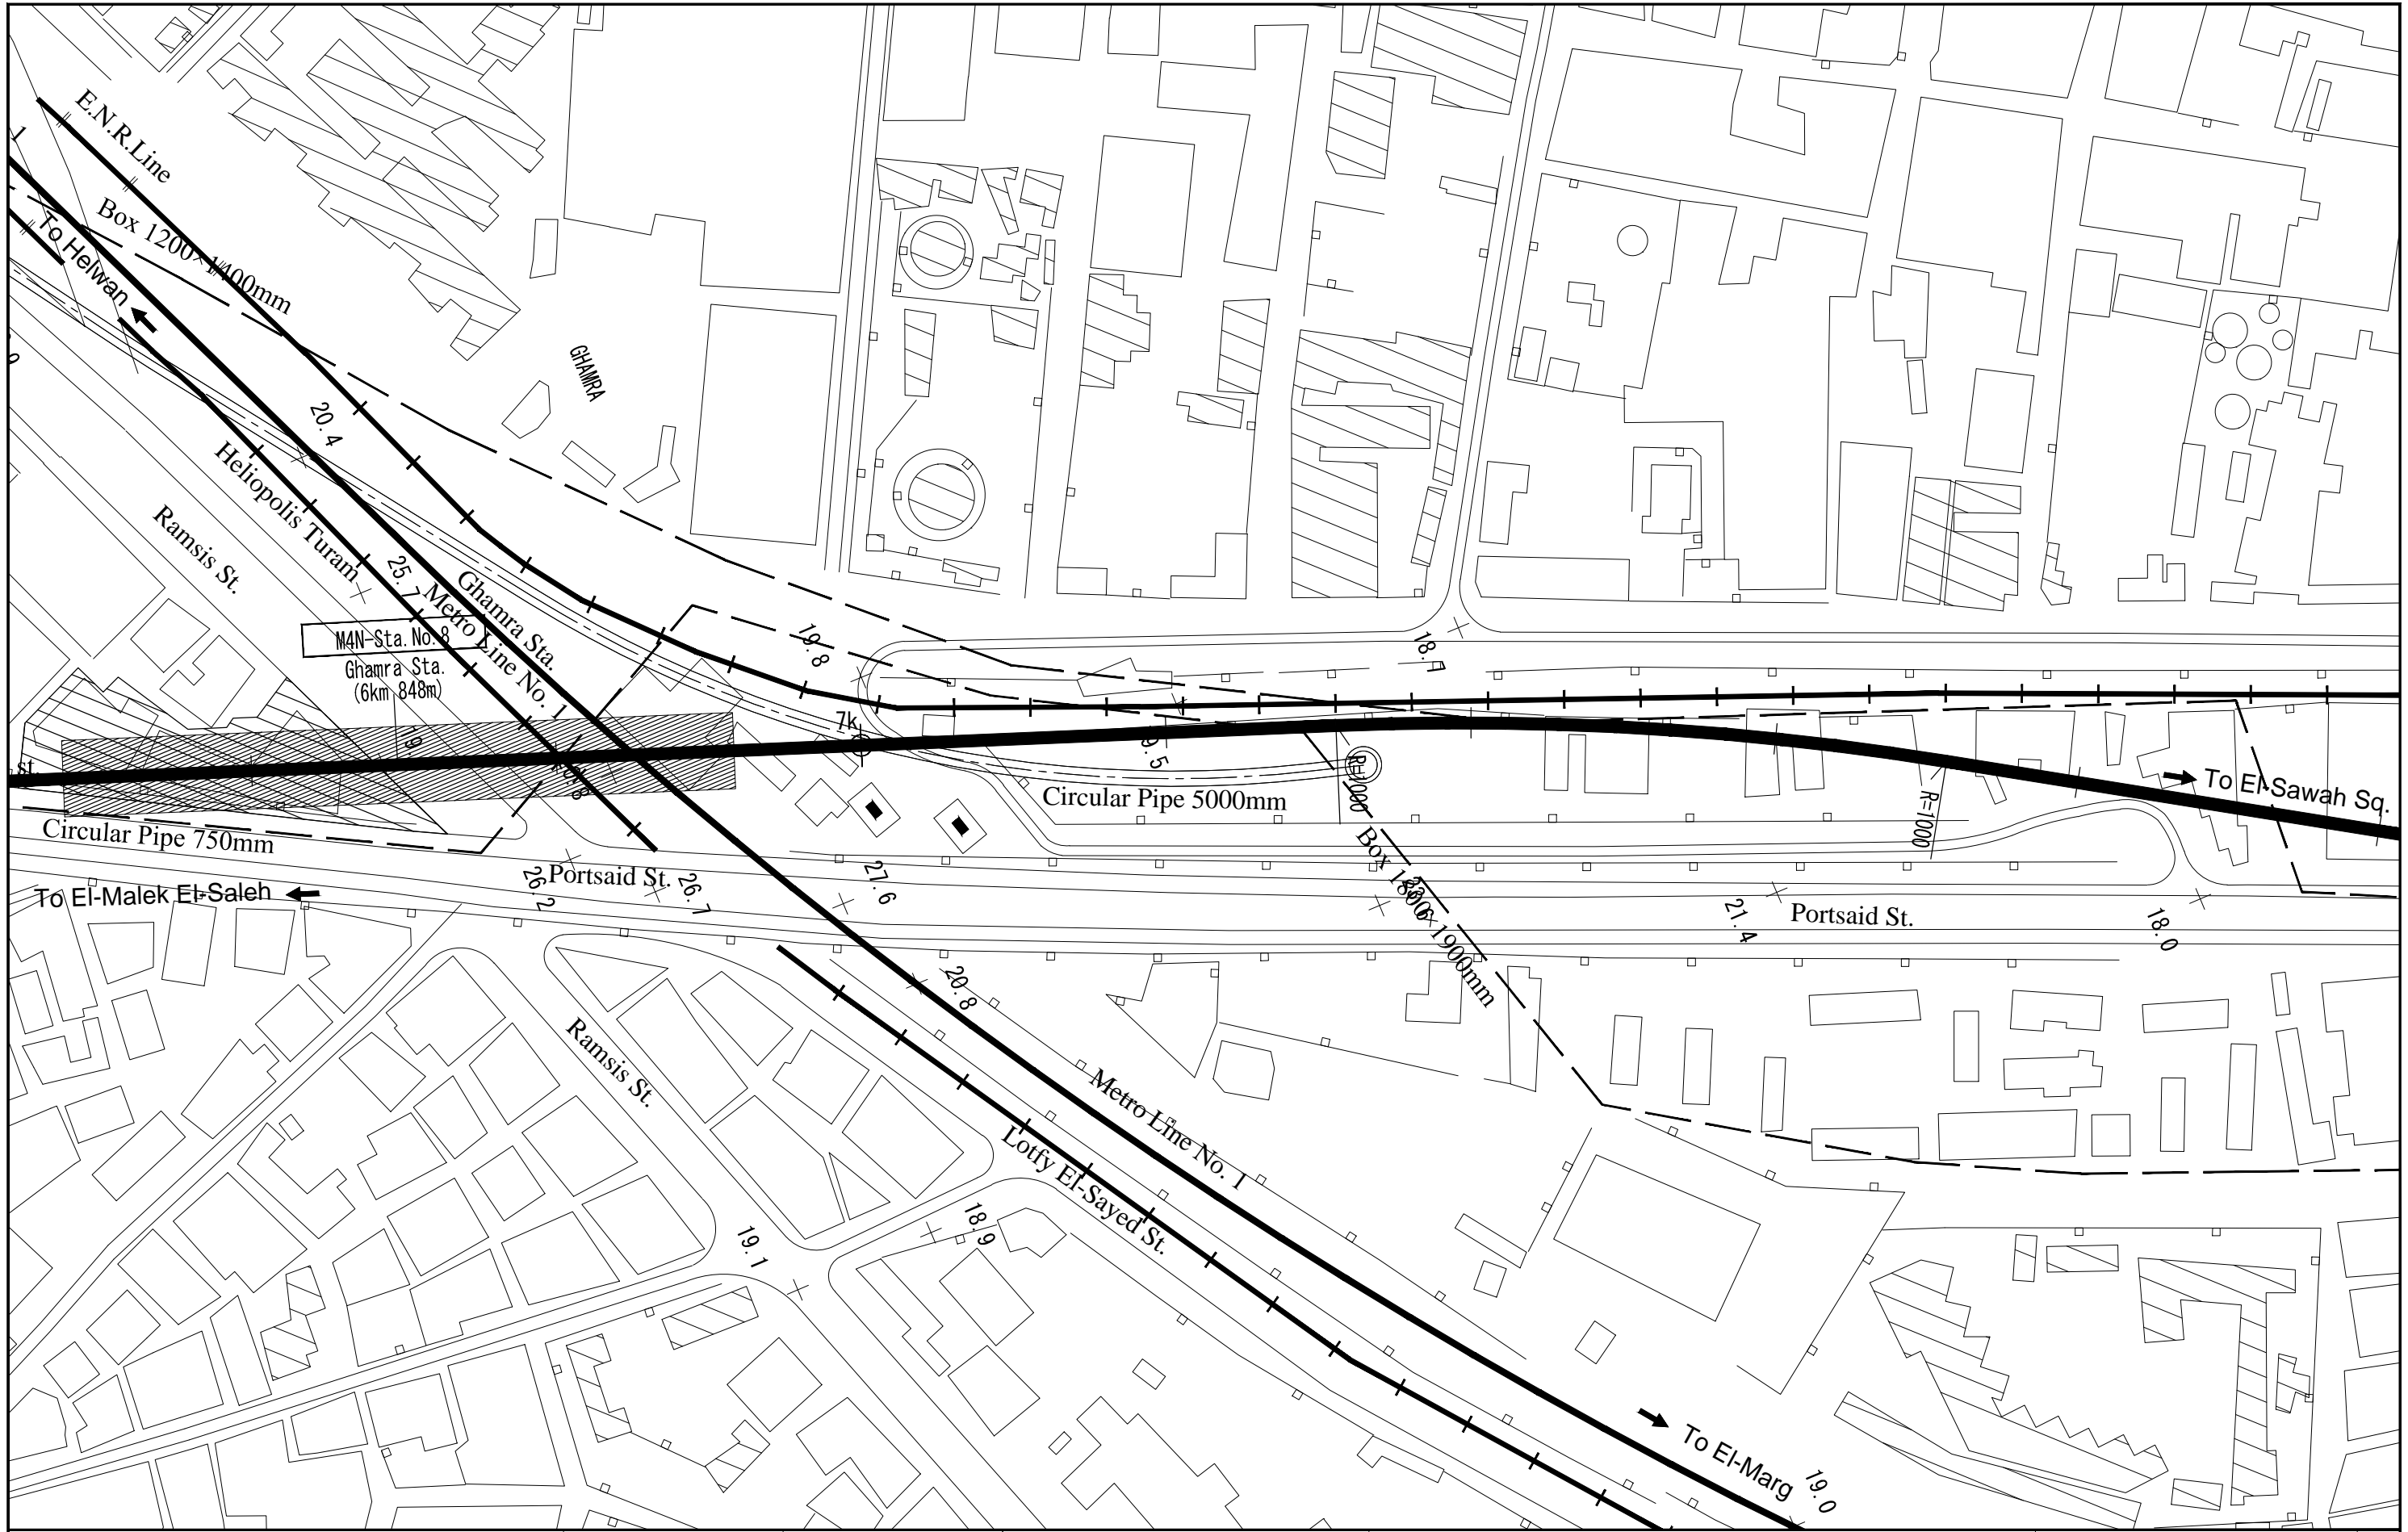 E.N.R.Line
Box 1200×1400mm
To Helwan
GHAMRA
20.4
Heliopolis Turam
Ramsis St.
25.7
Ghamra Sta.
Metro Line No. 1
M4N-Sta.No.8
Ghamra Sta.
(6km 848m)
19.8
18.7
7k
19.5
R=1000
Circular Pipe 5000mm
R=1000
To El-Sawah Sq.
st.
Circular Pipe 750mm
To El-Malek El-Saleh
26.2
Portsaid St.
26.7
27.6
Box 1800×1900mm
21.4
Portsaid St.
18.0
20.8
Ramsis St.
Metro Line No. 1
Lotfy El-Sayed St.
18.9
19.1
To El-Marg
19.0